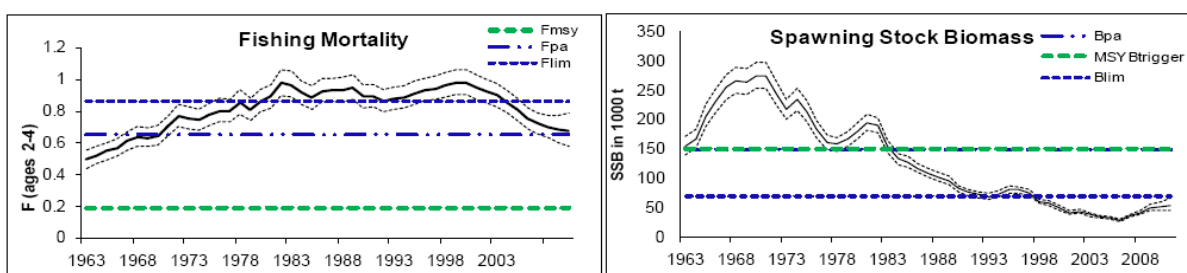 Fishing Mortality
Fmsy
Fpa
Flim
F (ages 2-4)
1.2
1
0.8
0.6
0.4
0.2
0
1963 1968 1973 1978 1983 1988 1993 1998 2003
Spawning Stock Biomass
Bpa
MSY Btrigger
Blim
SSB in 1000 t
350
300
250
200
150
100
50
0
1963 1968 1973 1978 1983 1988 1993 1998 2003 2008